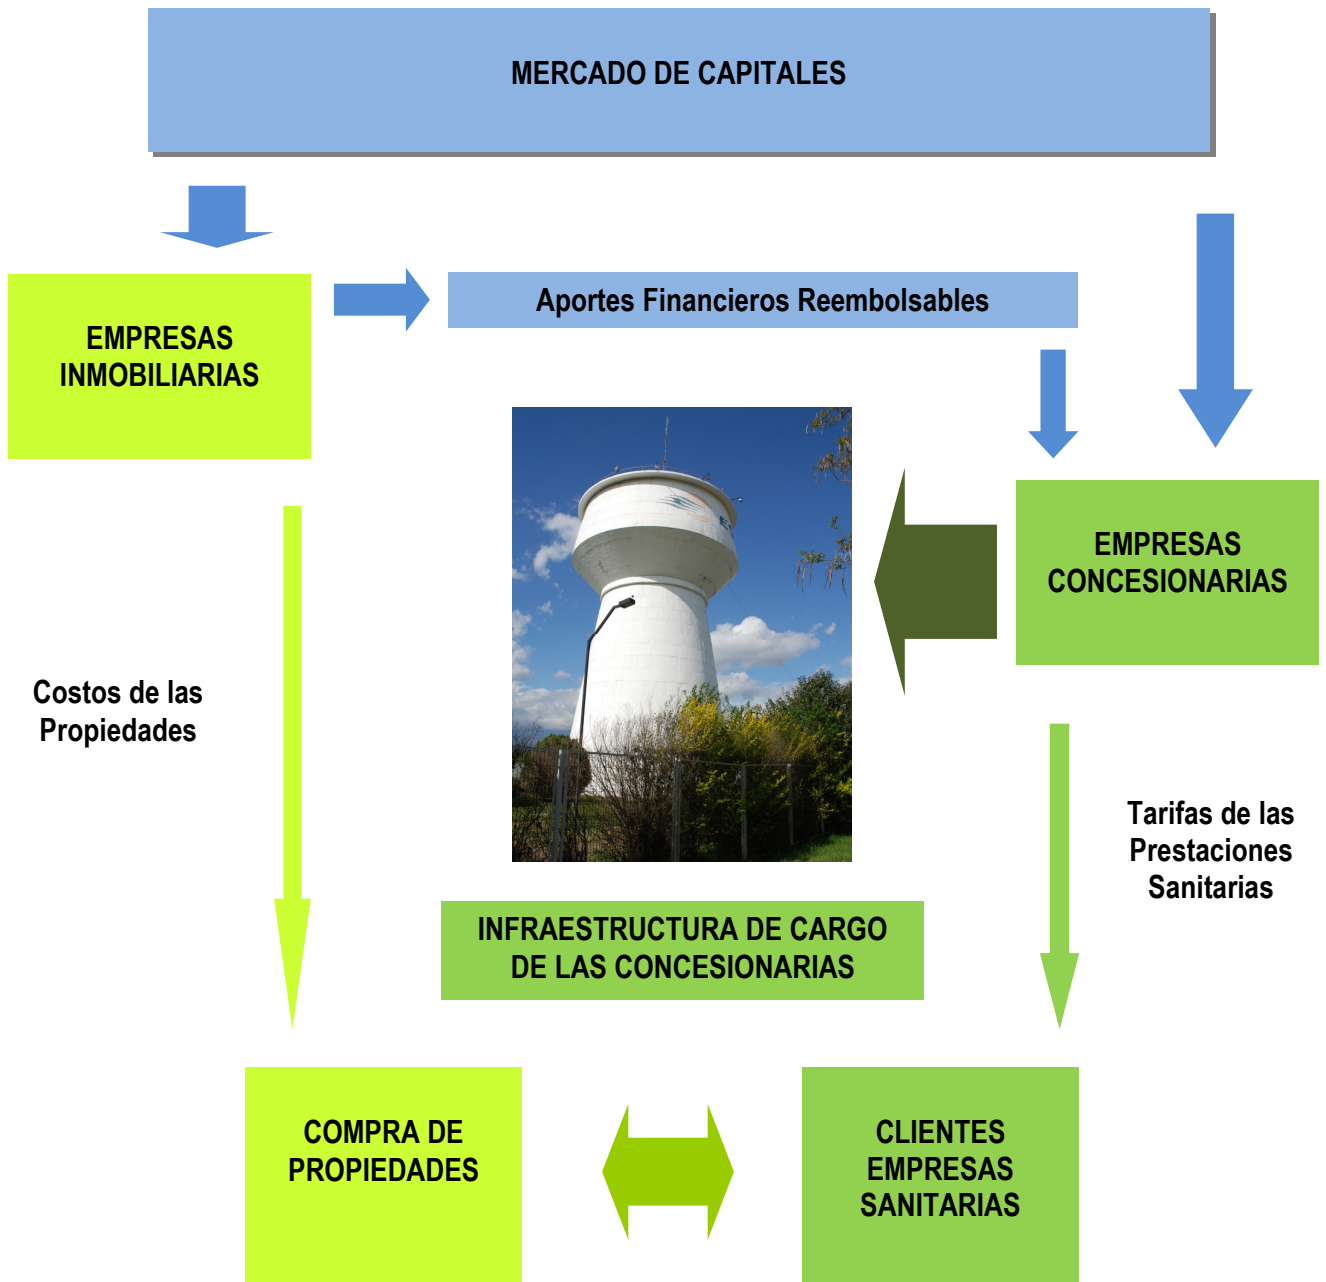 MERCADO DE CAPITALES
Aportes Financieros Reembolsables
EMPRESAS
INMOBILIARIAS
EMPRESAS
CONCESIONARIAS
Costos de las
Propiedades
Tarifas de las
Prestaciones
Sanitarias
INFRAESTRUCTURA DE CARGO
DE LAS CONCESIONARIAS
COMPRA DE
PROPIEDADES
CLIENTES
EMPRESAS
SANITARIAS